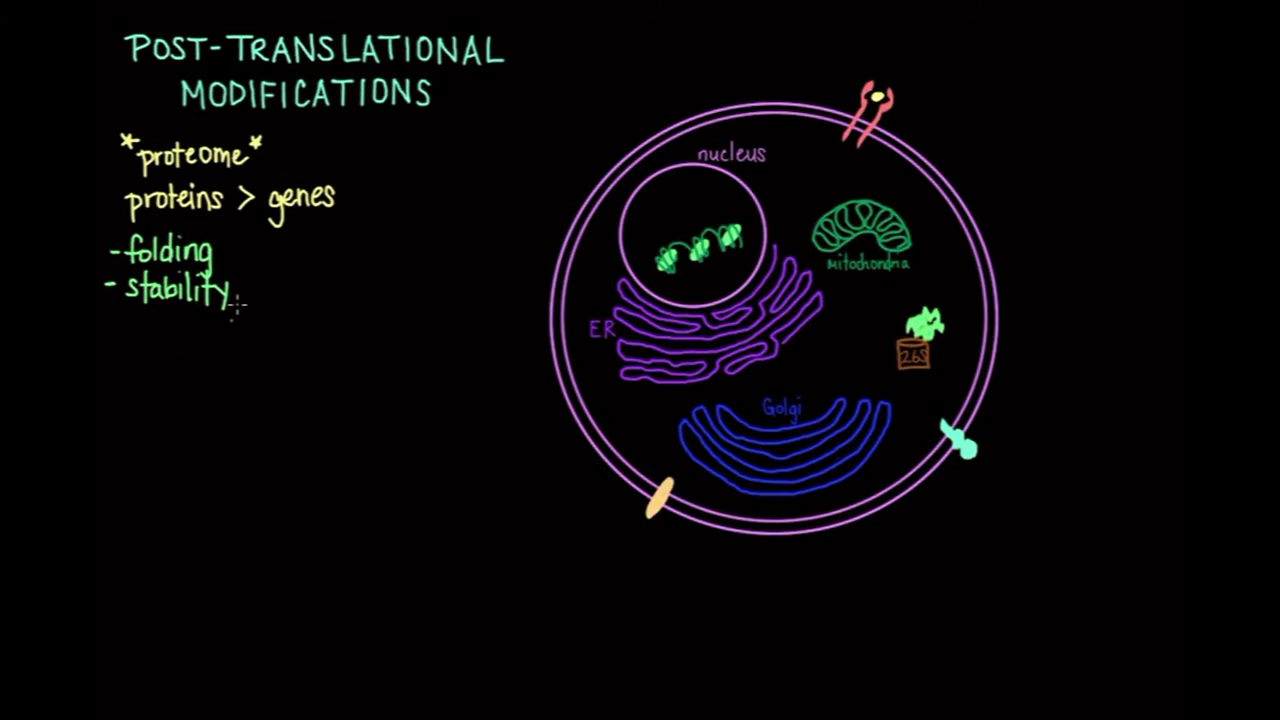 POST-TRANSLATIONAL
MODIFICATIONS
*proteome*
proteins > genes
-folding
- stability
nucleus
mitochondria
ER
26S
Golgi